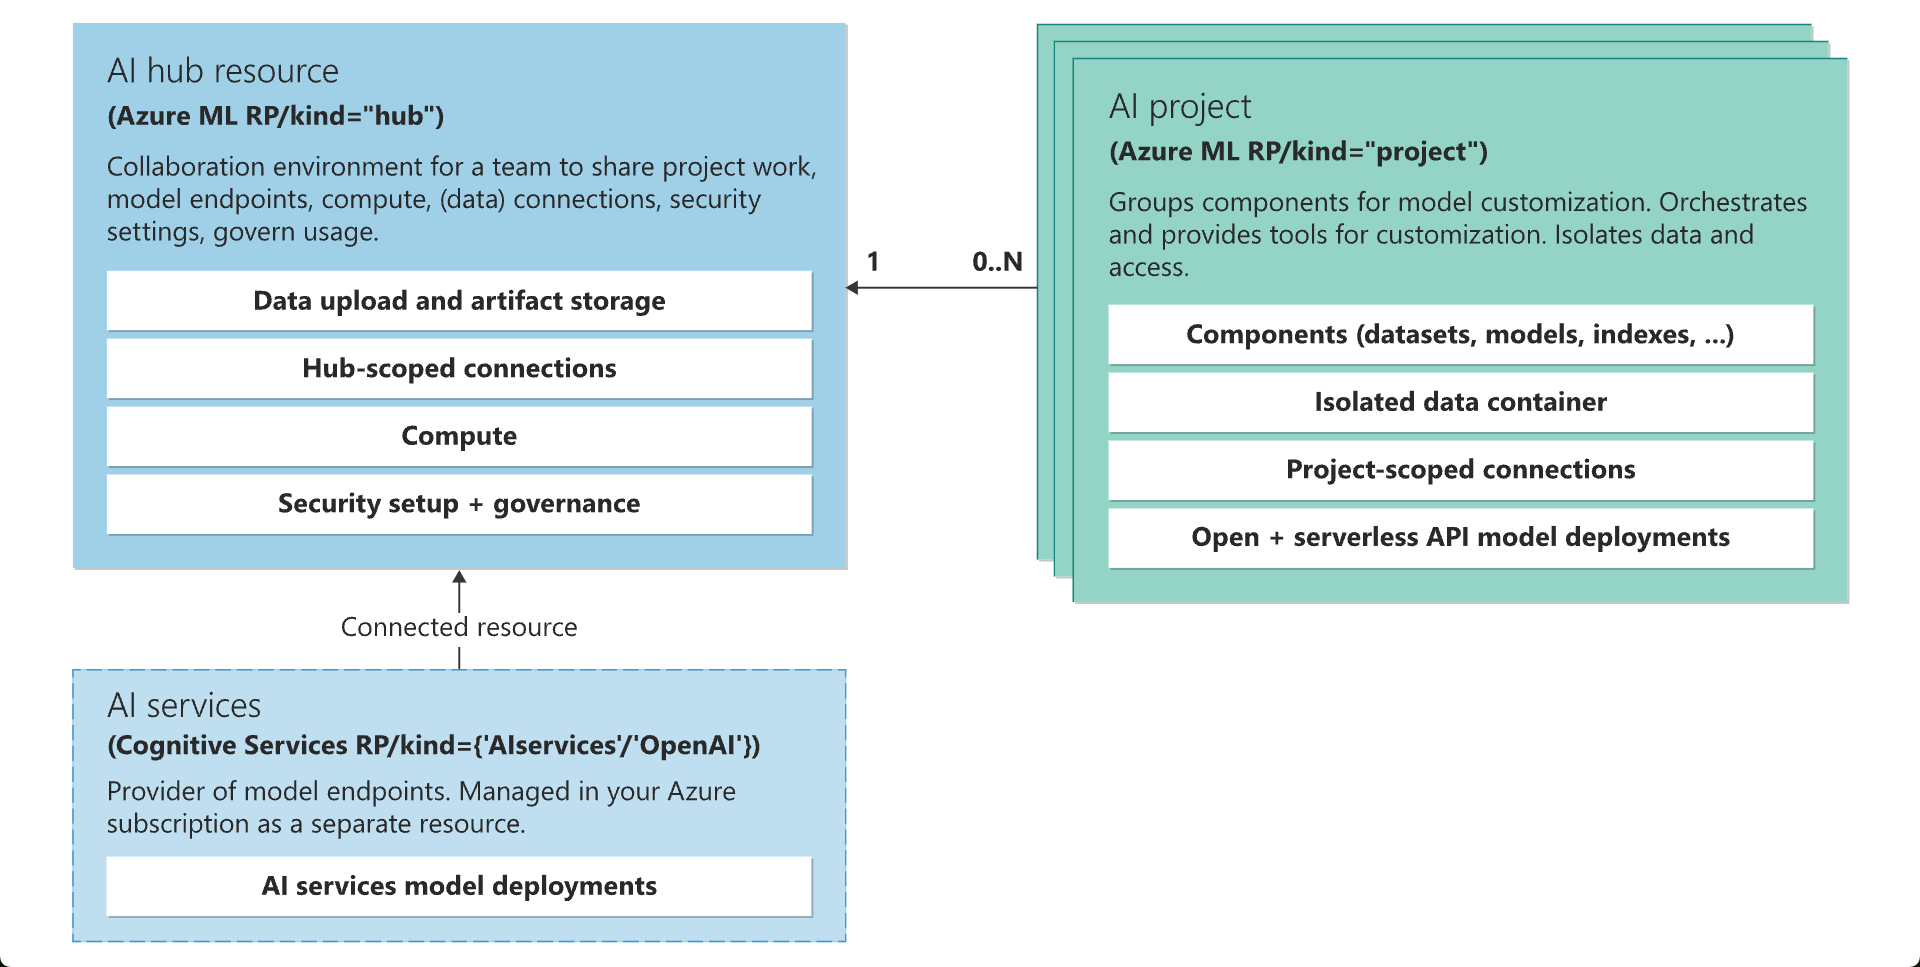 AI hub resource
(Azure ML RP/kind="hub")
Collaboration environment for a team to share project work,
model endpoints, compute, (data) connections, security
settings, govern usage.
Data upload and artifact storage
Hub-scoped connections
Compute
Security setup + governance
1
0..N
AI project
(Azure ML RP/kind="project")
Groups components for model customization. Orchestrates
and provides tools for customization. Isolates data and
access.
Components (datasets, models, indexes, ...)
Isolated data container
Project-scoped connections
Open + serverless API model deployments
Connected resource
AI services
(Cognitive Services RP/kind={'AIservices'/'OpenAI'})
Provider of model endpoints. Managed in your Azure
subscription as a separate resource.
AI services model deployments